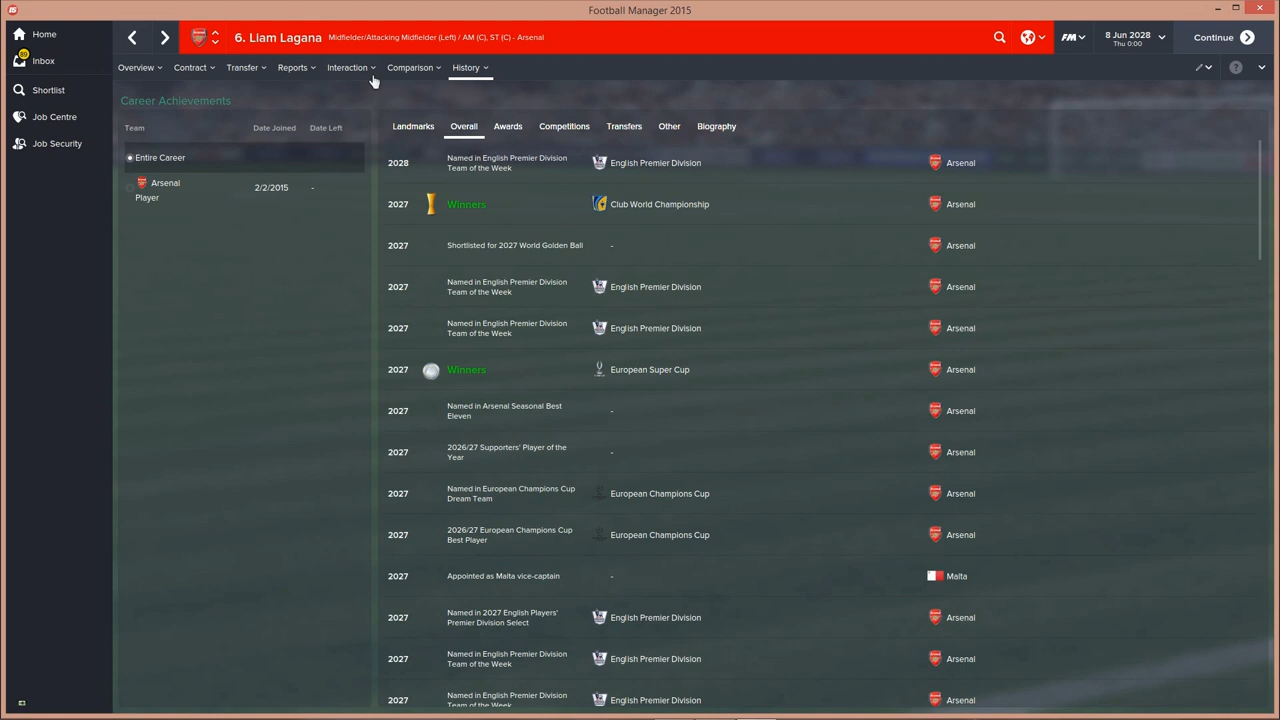 Football Manager 2015
Home
Inbox
89
Shortlist
Job Centre
Job Security
6. Llam Lagana
Midfielder/Attacking Midfielder (Left) / AM (C), ST (C) - Arsenal
FM
8 Jun 2028
Thu 0:00
Continue
Overview
Contract
Transfer
Reports
Interaction
Comparison
History
?
Career Achievements
Team Date Joined Date Left
Entire Career
Arsenal 2/2/2015 -
Player
Landmarks Overall Awards Competitions Transfers Other Biography
2028 Named in English Premier Division
Team of the Week
English Premier Division Arsenal
2027 Winners Club World Championship Arsenal
2027 Shortlisted for 2027 World Golden Ball - Arsenal
2027 Named in English Premier Division
Team of the Week
English Premier Division Arsenal
2027 Named in English Premier Division
Team of the Week
English Premier Division Arsenal
2027 Winners European Super Cup Arsenal
2027 Named in Arsenal Seasonal Best
Eleven
- Arsenal
2027 2026/27 Supporters' Player of the
Year
- Arsenal
2027 Named in European Champions Cup
Dream Team
European Champions Cup Arsenal
2027 2026/27 European Champions Cup
Best Player
European Champions Cup Arsenal
2027 Appointed as Malta vice-captain - Malta
2027 Named in 2027 English Players'
Premier Division Select
English Premier Division Arsenal
2027 Named in English Premier Division
Team of the Week
English Premier Division Arsenal
2027 Named in English Premier Division
Team of the Week
English Premier Division Arsenal